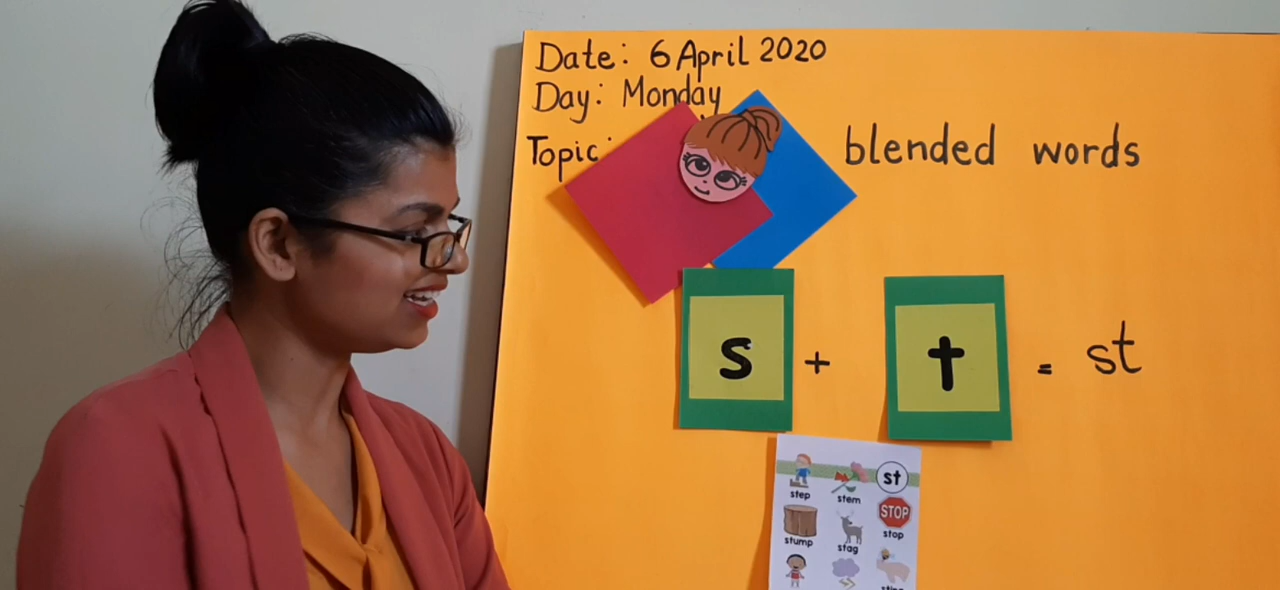 Date: 6 April 2020
Day: Monday
Topic: blended words
s + t = st
st
step stem
STOP
stump stag stop